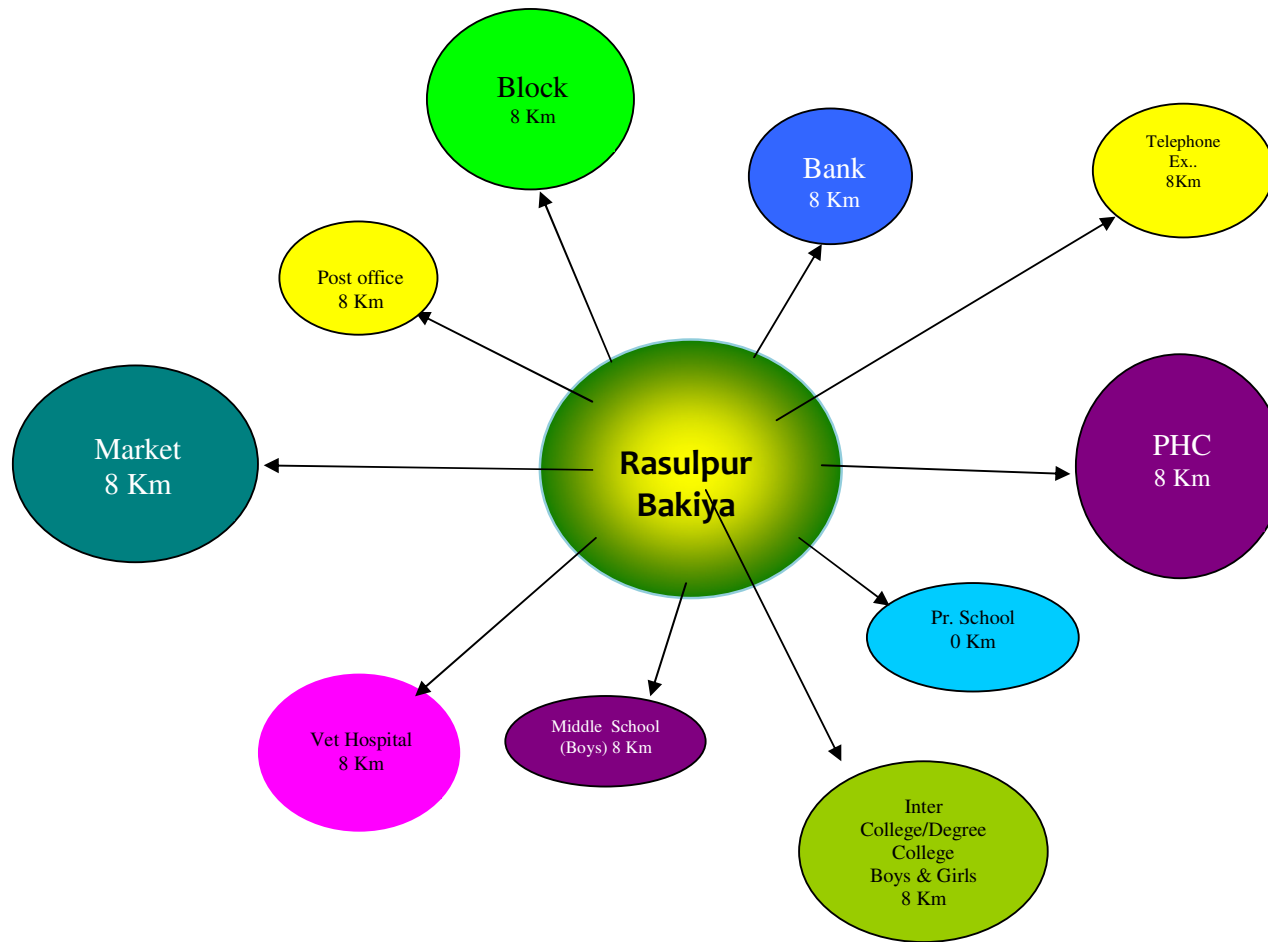 Block
8 Km
Bank
8 Km
Telephone
Ex..
8Km
Post office
8 Km
Market
8 Km
Rasulpur
Bakiya
PHC
8 Km
Pr. School
0 Km
Vet Hospital
8 Km
Middle School
(Boys) 8 Km
Inter
College/Degree
College
Boys & Girls
8 Km